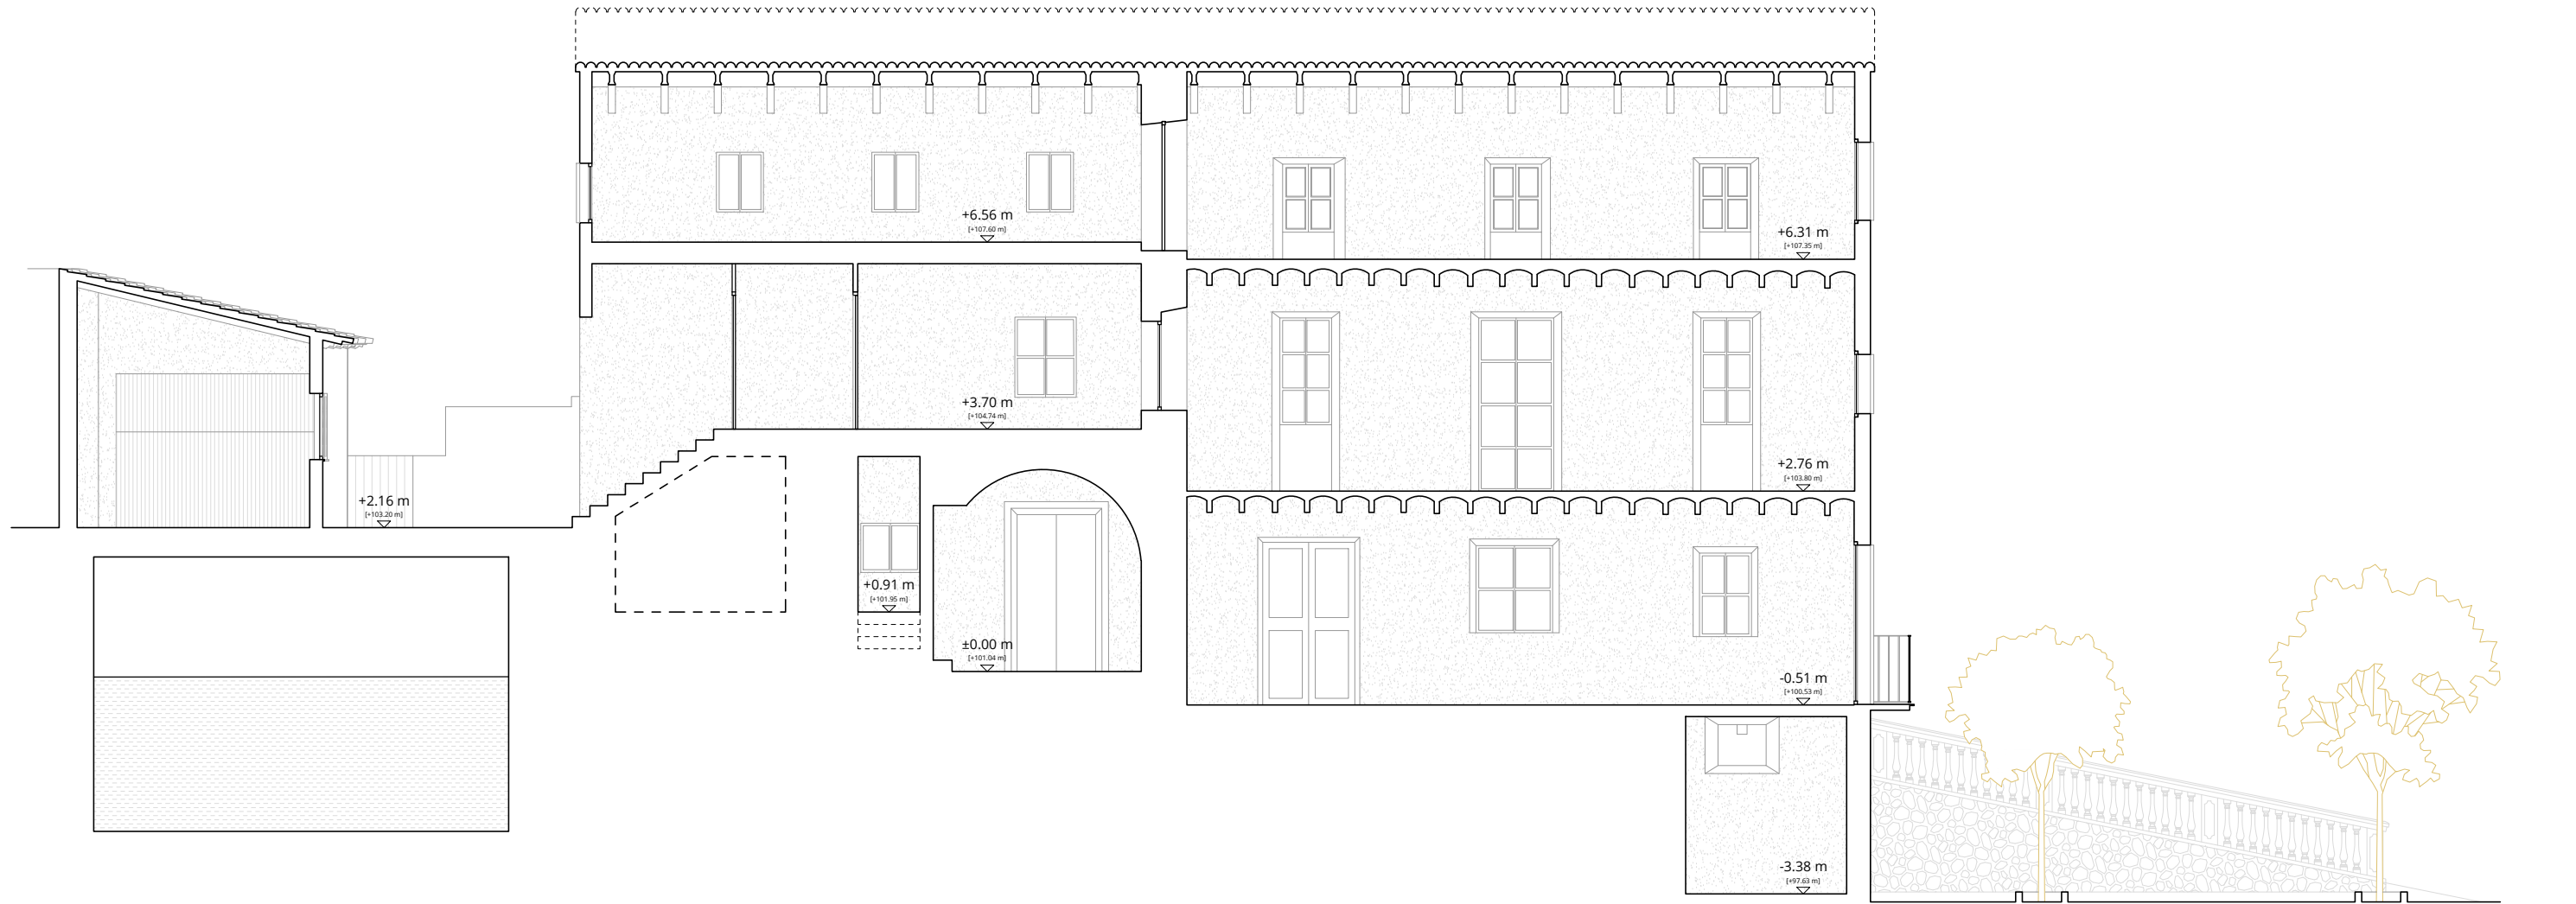 +6.56 m
[+107.60 m]
+6.31 m
[+107.35 m]
+3.70 m
[+104.74 m]
+2.76 m
[+103.80 m]
+2.16 m
[+103.20 m]
+0.91 m
[+101.95 m]
±0.00 m
[+101.04 m]
-0.51 m
[+100.53 m]
-3.38 m
[+97.63 m]